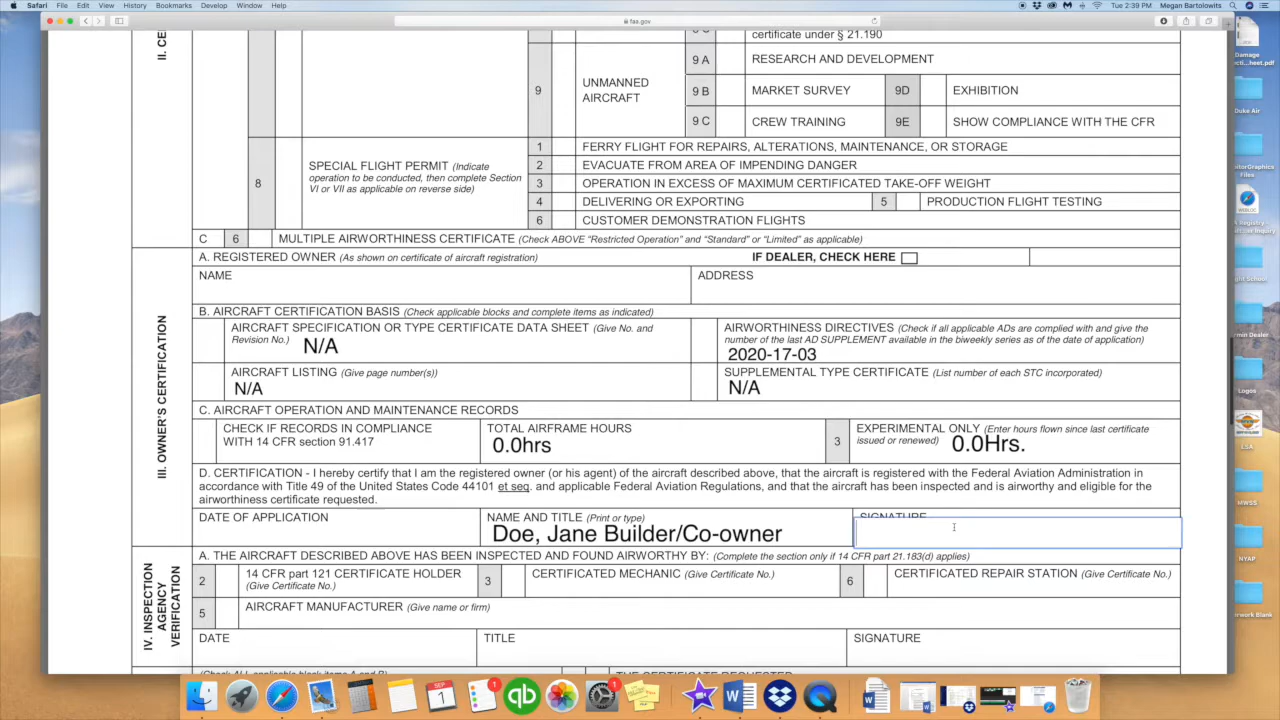 Safari File Edit View History Bookmarks Develop Window Help
Tue 2:39 PM Megan Bartolowits
faa.gov
certificate under § 21.190
9 A RESEARCH AND DEVELOPMENT
9 UNMANNED AIRCRAFT
9 B MARKET SURVEY 9D EXHIBITION
9 C CREW TRAINING 9E SHOW COMPLIANCE WITH THE CFR
8 SPECIAL FLIGHT PERMIT (Indicate
operation to be conducted, then complete Section
VI or VII as applicable on reverse side)
1 FERRY FLIGHT FOR REPAIRS, ALTERATIONS, MAINTENANCE, OR STORAGE
2 EVACUATE FROM AREA OF IMPENDING DANGER
3 OPERATION IN EXCESS OF MAXIMUM CERTIFICATED TAKE-OFF WEIGHT
4 DELIVERING OR EXPORTING 5 PRODUCTION FLIGHT TESTING
6 CUSTOMER DEMONSTRATION FLIGHTS
C 6 MULTIPLE AIRWORTHINESS CERTIFICATE (Check ABOVE "Restricted Operation" and "Standard" or "Limited" as applicable)
III. OWNER'S CERTIFICATION
A. REGISTERED OWNER (As shown on certificate of aircraft registration) IF DEALER, CHECK HERE
NAME ADDRESS
B. AIRCRAFT CERTIFICATION BASIS (Check applicable blocks and complete items as indicated)
AIRCRAFT SPECIFICATION OR TYPE CERTIFICATE DATA SHEET (Give No. and
Revision No.) N/A
AIRWORTHINESS DIRECTIVES (Check if all applicable ADs are complied with and give the
number of the last AD SUPPLEMENT available in the biweekly series as of the date of application)
2020-17-03
AIRCRAFT LISTING (Give page number(s))
N/A
SUPPLEMENTAL TYPE CERTIFICATE (List number of each STC incorporated)
N/A
C. AIRCRAFT OPERATION AND MAINTENANCE RECORDS
CHECK IF RECORDS IN COMPLIANCE
WITH 14 CFR section 91.417
TOTAL AIRFRAME HOURS
0.0hrs
3 EXPERIMENTAL ONLY (Enter hours flown since last certificate
issued or renewed) 0.0Hrs.
D. CERTIFICATION - I hereby certify that I am the registered owner (or his agent) of the aircraft described above, that the aircraft is registered with the Federal Aviation Administration in
accordance with Title 49 of the United States Code 44101 et seq. and applicable Federal Aviation Regulations, and that the aircraft has been inspected and is airworthy and eligible for the
airworthiness certificate requested.
DATE OF APPLICATION NAME AND TITLE (Print or type) SIGNATURE
Doe, Jane Builder/Co-owner
IV. INSPECTION
AGENCY
VERIFICATION
A. THE AIRCRAFT DESCRIBED ABOVE HAS BEEN INSPECTED AND FOUND AIRWORTHY BY: (Complete the section only if 14 CFR part 21.183(d) applies)
2 14 CFR part 121 CERTIFICATE HOLDER
(Give Certificate No.)
3 CERTIFICATED MECHANIC (Give Certificate No.)
6 CERTIFICATED REPAIR STATION (Give Certificate No.)
5 AIRCRAFT MANUFACTURER (Give name or firm)
DATE TITLE SIGNATURE
Duke Air
Files
WEBLOC
Logos
MWSS
NYAP
SEP
1
1
1
qb